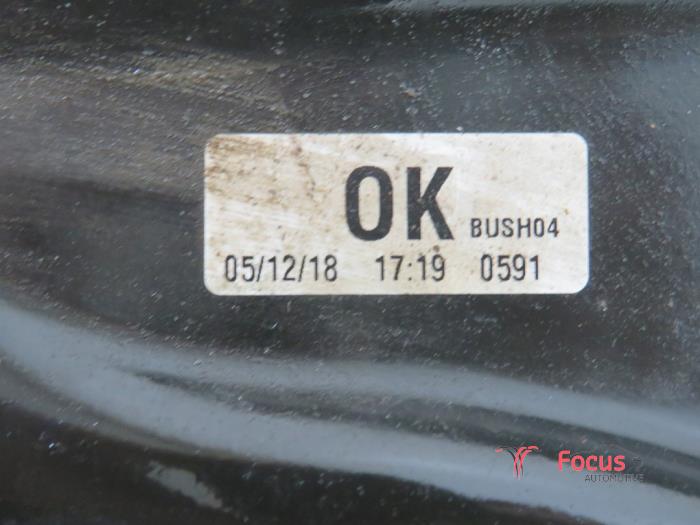 OK BUSH04
05/12/18 17:19 0591
Focus
AUTOMOTIVE